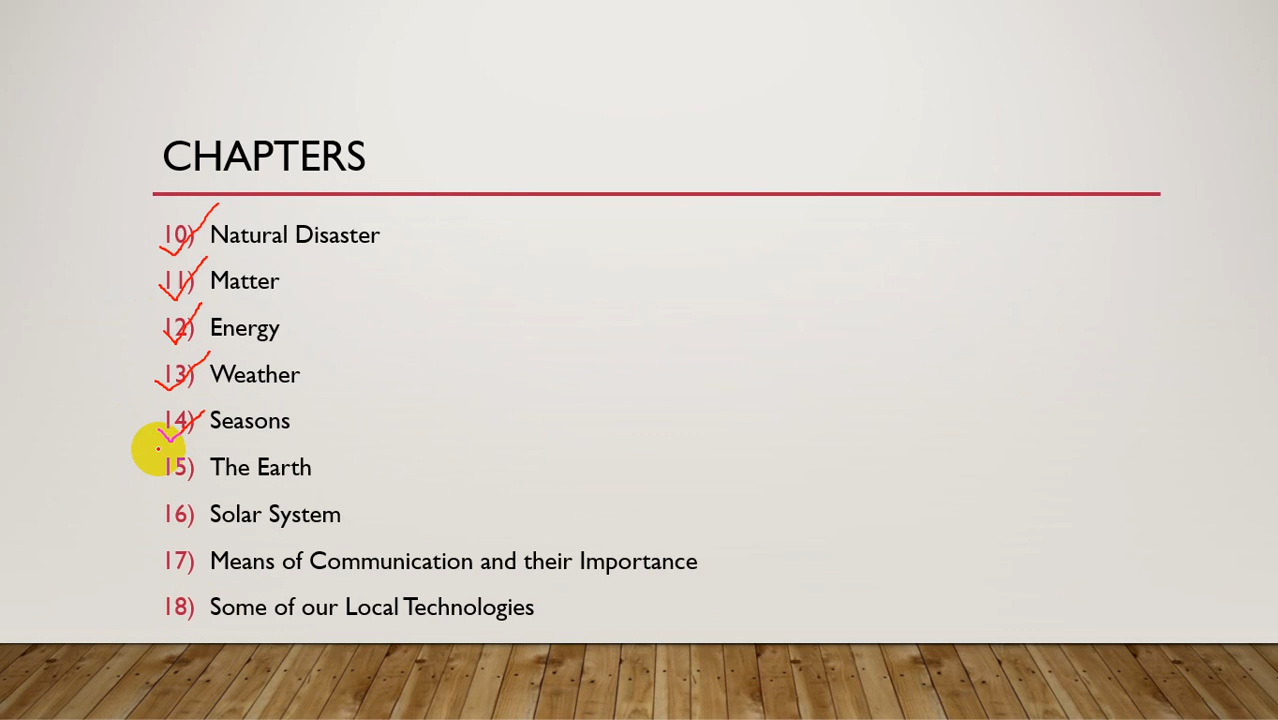 CHAPTERS
10) Natural Disaster
11) Matter
12) Energy
13) Weather
14) Seasons
15) The Earth
16) Solar System
17) Means of Communication and their Importance
18) Some of our Local Technologies